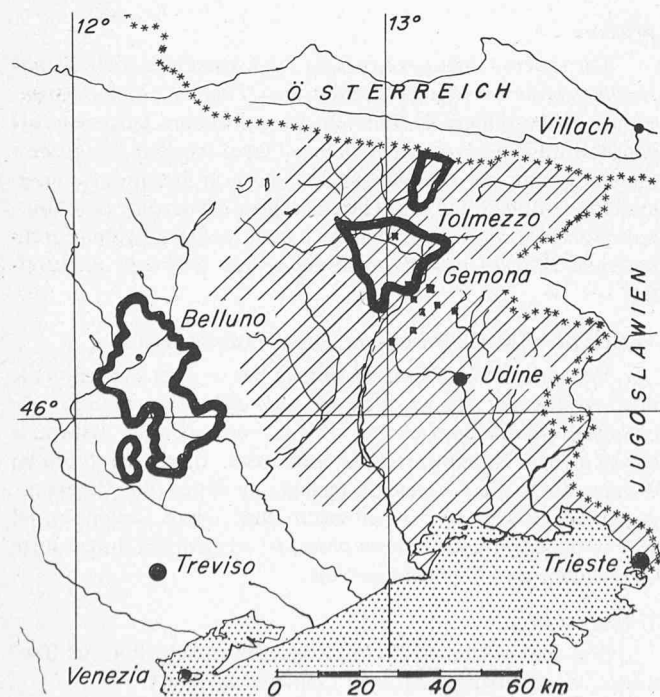 12°
13°
ÖSTERREICH
Villach
Tolmezzo
Gemona
Belluno
JUGOSLAWIEN
Udine
46°
Treviso
Trieste
Venezia
0 20 40 60 km